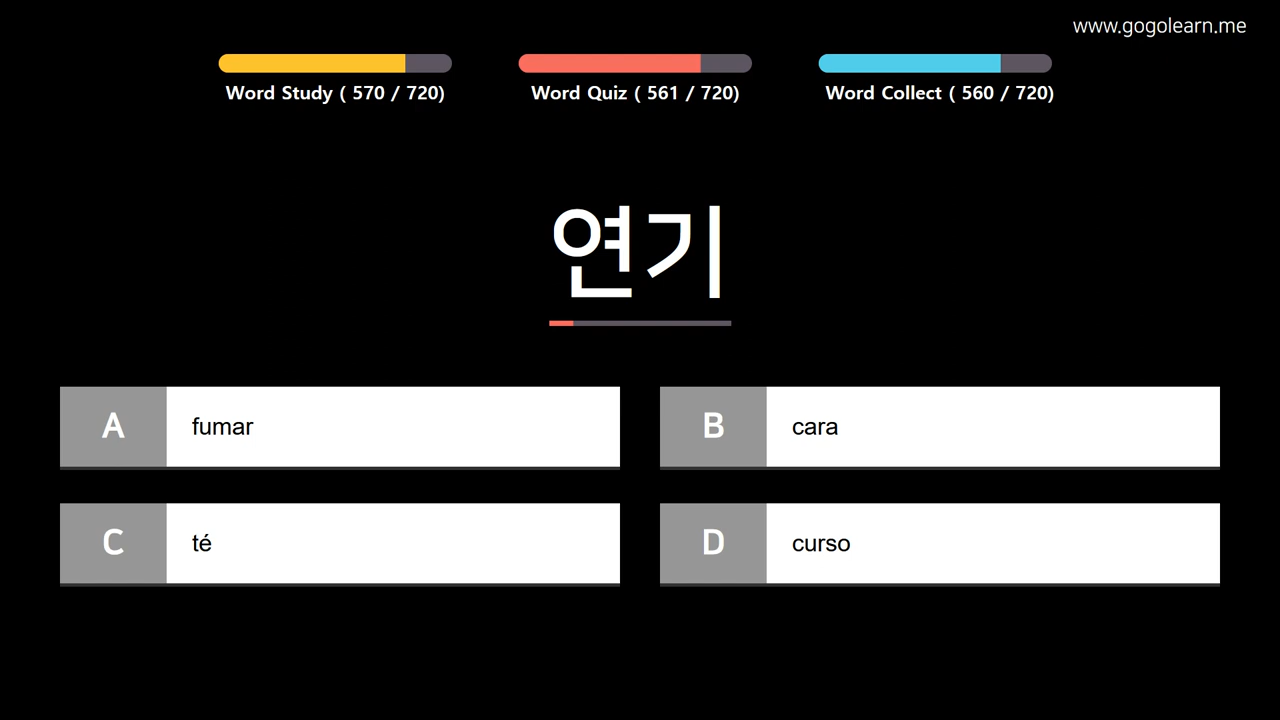 www.gogolearn.me
Word Study ( 570 / 720)
Word Quiz ( 561 / 720)
Word Collect ( 560 / 720)
연기
A fumar
B cara
C té
D curso